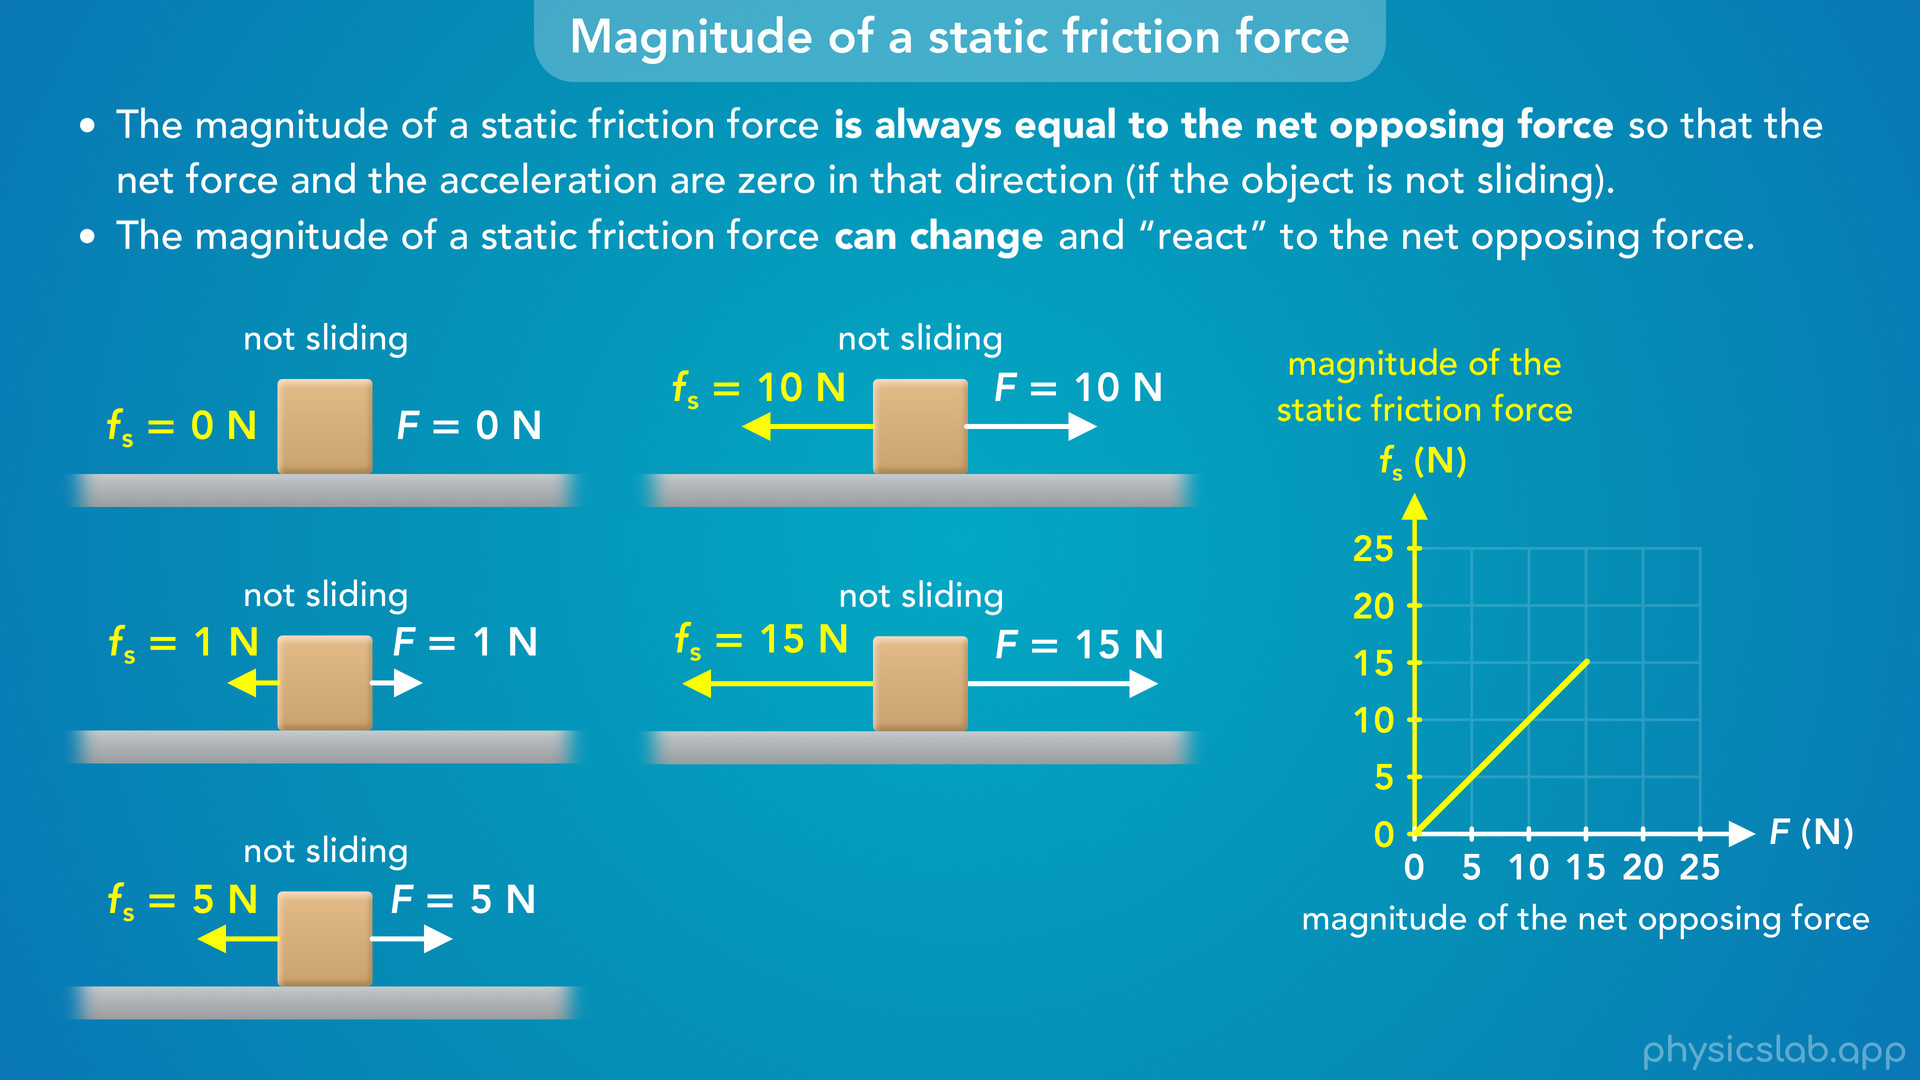 Magnitude of a static friction force
• The magnitude of a static friction force is always equal to the net opposing force so that the
net force and the acceleration are zero in that direction (if the object is not sliding).
• The magnitude of a static friction force can change and “react” to the net opposing force.
not sliding
fs = 0 N F = 0 N
not sliding
fs = 1 N F = 1 N
not sliding
fs = 5 N F = 5 N
not sliding
fs = 10 N F = 10 N
not sliding
fs = 15 N F = 15 N
magnitude of the
static friction force
fs (N)
25
20
15
10
5
0
F (N)
0 5 10 15 20 25
magnitude of the net opposing force
physicslab.app